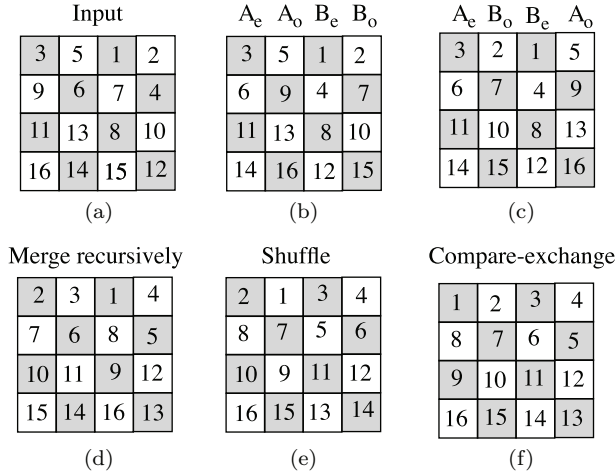 Input
3 5 1 2
9 6 7 4
11 13 8 10
16 14 15 12
(a)
A_e A_o B_e B_o
3 5 1 2
6 9 4 7
11 13 8 10
14 16 12 15
(b)
A_e B_o B_e A_o
3 2 1 5
6 7 4 9
11 10 8 13
14 15 12 16
(c)
Merge recursively
2 3 1 4
7 6 8 5
10 11 9 12
15 14 16 13
(d)
Shuffle
2 1 3 4
8 7 5 6
10 9 11 12
16 15 13 14
(e)
Compare-exchange
1 2 3 4
8 7 6 5
9 10 11 12
16 15 14 13
(f)